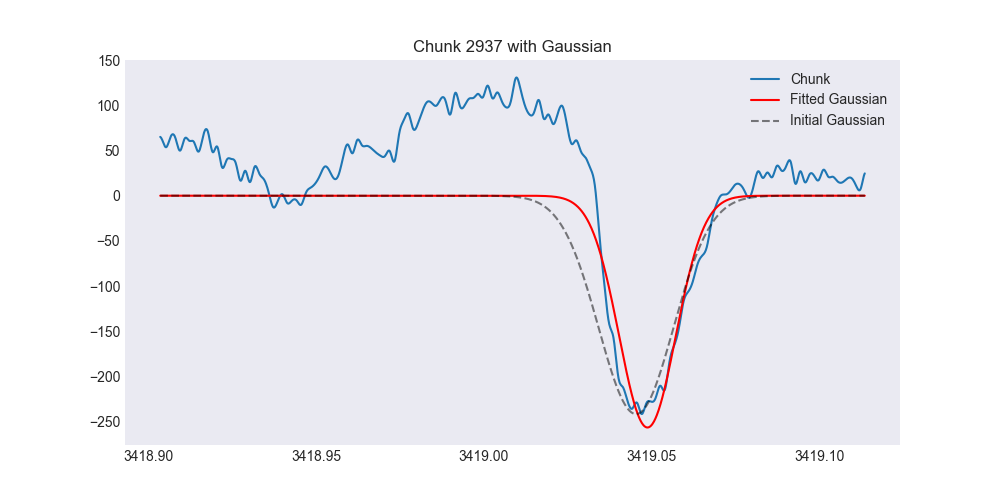 Chunk 2937 with Gaussian
150
100
50
0
−50
−100
−150
−200
−250
3418.90 3418.95 3419.00 3419.05 3419.10
Chunk
Fitted Gaussian
Initial Gaussian